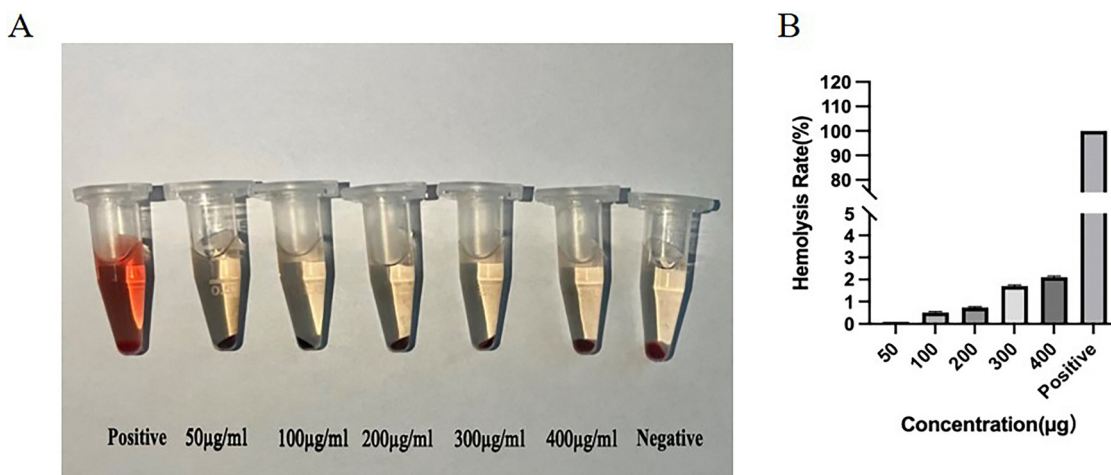 A
Positive 50μg/ml 100μg/ml 200μg/ml 300μg/ml 400μg/ml Negative
B
Hemolysis Rate(%)
120
110
100
90
80
5
4
3
2
1
0
50 100 200 300 400 Positive
Concentration(μg)